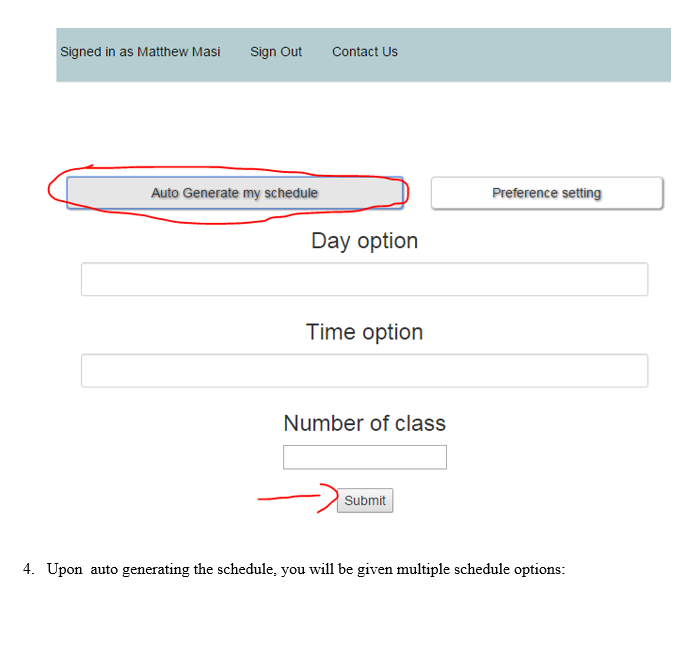 Signed in as Matthew Masi Sign Out Contact Us
Auto Generate my schedule Preference setting
Day option
Time option
Number of class
Submit
4. Upon auto generating the schedule, you will be given multiple schedule options: